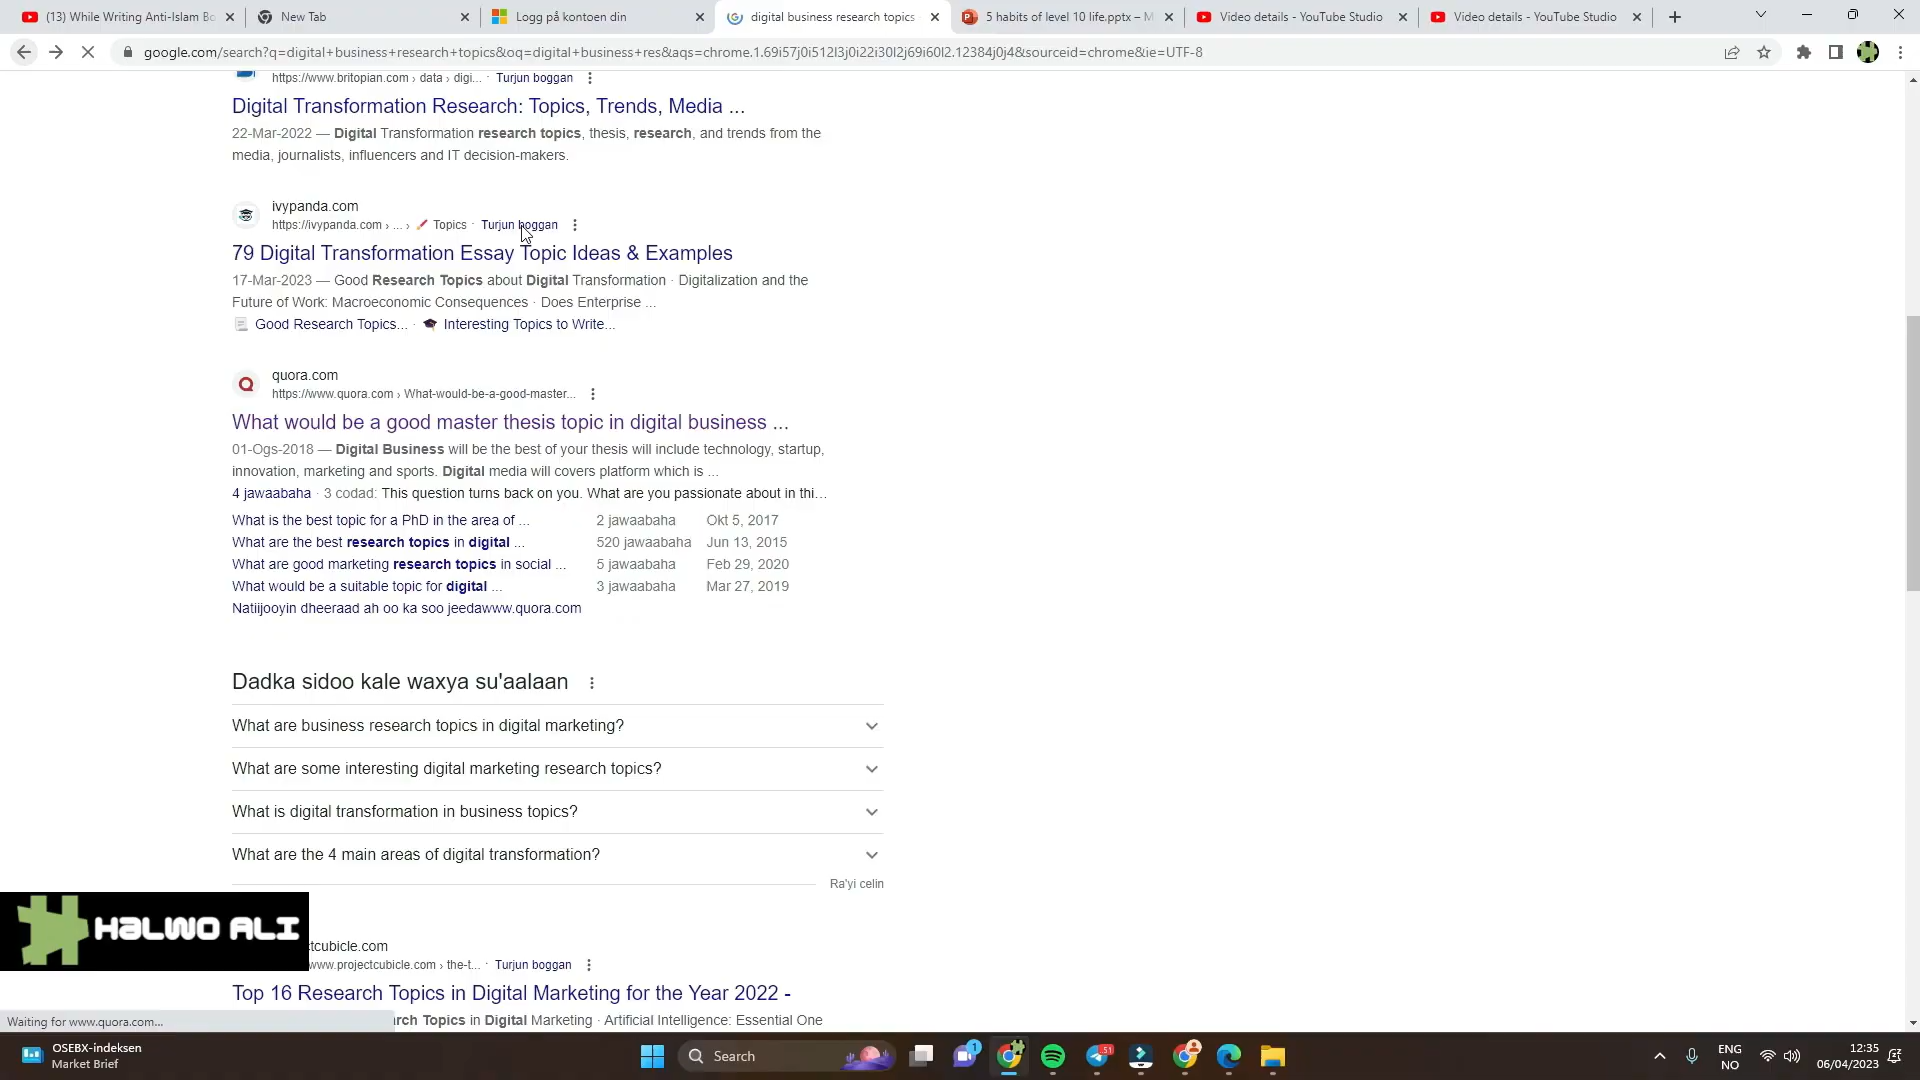 (13) While Writing Anti-Islam Bo
New Tab
Logg på kontoen din
digital business research topics
5 habits of level 10 life.pptx – M
Video details - YouTube Studio
Video details - YouTube Studio
google.com/search?q=digital+business+research+topics&oq=digital+business+res&aqs=chrome.1.69i57j0i512l3j0i22i30l2j69i60l2.12384j0j4&sourceid=chrome&ie=UTF-8
https://www.britopian.com › data › digi... · Turjun boggan
Digital Transformation Research: Topics, Trends, Media ...
22-Mar-2022 — Digital Transformation research topics, thesis, research, and trends from the
media, journalists, influencers and IT decision-makers.
ivypanda.com
https://ivypanda.com › ... › Topics · Turjun boggan
79 Digital Transformation Essay Topic Ideas & Examples
17-Mar-2023 — Good Research Topics about Digital Transformation · Digitalization and the
Future of Work: Macroeconomic Consequences · Does Enterprise ...
Good Research Topics... · Interesting Topics to Write...
quora.com
https://www.quora.com › What-would-be-a-good-master...
What would be a good master thesis topic in digital business ...
01-Ogs-2018 — Digital Business will be the best of your thesis will include technology, startup,
innovation, marketing and sports. Digital media will covers platform which is ...
4 jawaabaha · 3 codad: This question turns back on you. What are you passionate about in thi...
What is the best topic for a PhD in the area of ... 2 jawaabaha Okt 5, 2017
What are the best research topics in digital ... 520 jawaabaha Jun 13, 2015
What are good marketing research topics in social ... 5 jawaabaha Feb 29, 2020
What would be a suitable topic for digital ... 3 jawaabaha Mar 27, 2019
Natiijooyin dheeraad ah oo ka soo jeedawww.quora.com
Dadka sidoo kale waxya su'aalaan
What are business research topics in digital marketing?
What are some interesting digital marketing research topics?
What is digital transformation in business topics?
What are the 4 main areas of digital transformation?
Ra'yi celin
HALWO ALI
tcubicle.com
www.projectcubicle.com › the-t... · Turjun boggan
Top 16 Research Topics in Digital Marketing for the Year 2022 -
rch Topics in Digital Marketing · Artificial Intelligence: Essential One
Waiting for www.quora.com...
OSEBX-indeksen
Market Brief
Search
1
51
ENG
NO
12:35
06/04/2023